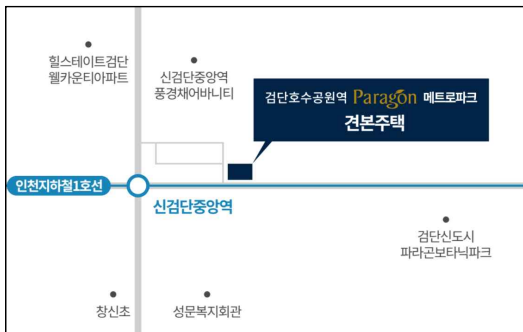 힐스테이트검단
웰카운티아파트
신검단중앙역
풍경채어바니티
검단호수공원역 Paragon 메트로파크
견본주택
인천지하철1호선
신검단중앙역
검단신도시
파라곤보타닉파크
창신초
성문복지회관